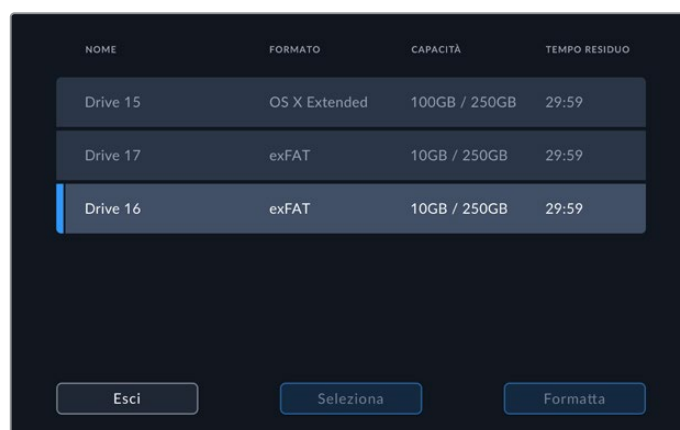 NOME FORMATO CAPACITÀ TEMPO RESIDUO
Drive 15 OS X Extended 100GB / 250GB 29:59
Drive 17 exFAT 10GB / 250GB 29:59
Drive 16 exFAT 10GB / 250GB 29:59
Esci Seleziona Formatta